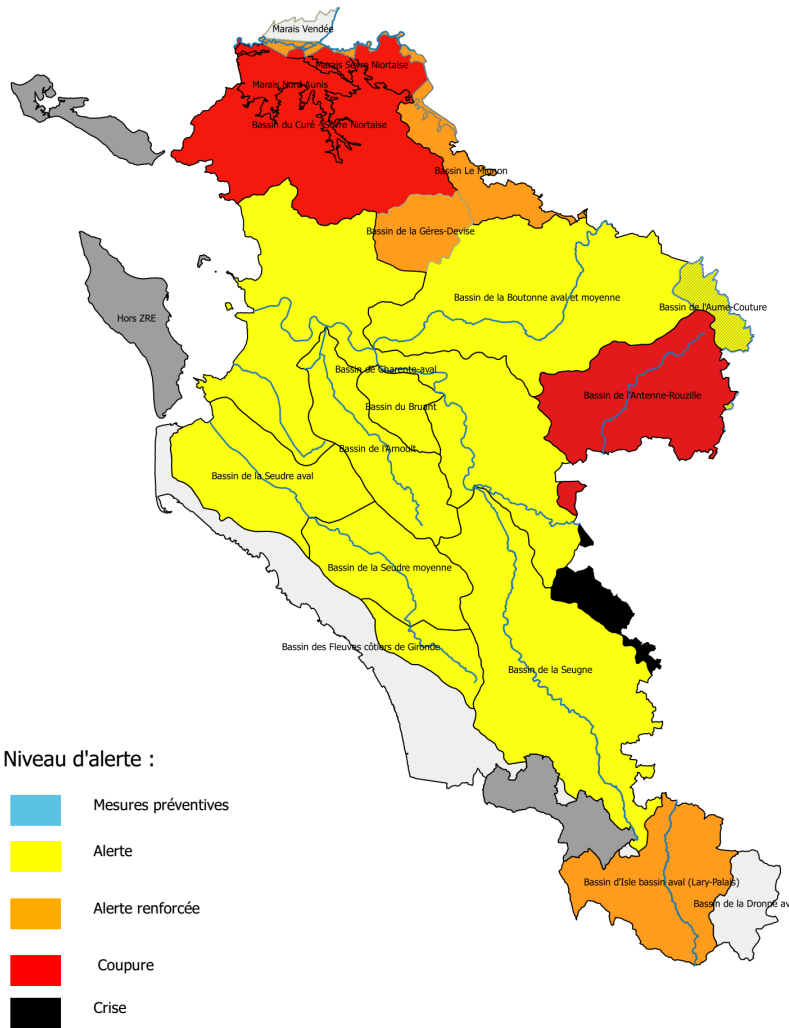 Marais Vendée
Marais Sèvre Niortaise
Marais Nord Aunis
Bassin du Curé - Sèvre Niortaise
Bassin Le Mignon
Bassin de la Gères-Devise
Bassin de la Boutonne aval et moyenne
Bassin de l'Aume-Couture
Hors ZRE
Bassin de Charente aval
Bassin de l'Antenne-Rouzille
Bassin du Bruant
Bassin de l'Arnoult
Bassin de la Seudre aval
Bassin de la Seudre moyenne
Bassin des Fleuves côtiers de Gironde
Bassin de la Seugne
Niveau d'alerte :
Mesures préventives
Alerte
Alerte renforcée
Coupure
Crise
Bassin d'Isle bassin aval (Lary-Palais)
Bassin de la Dronne av